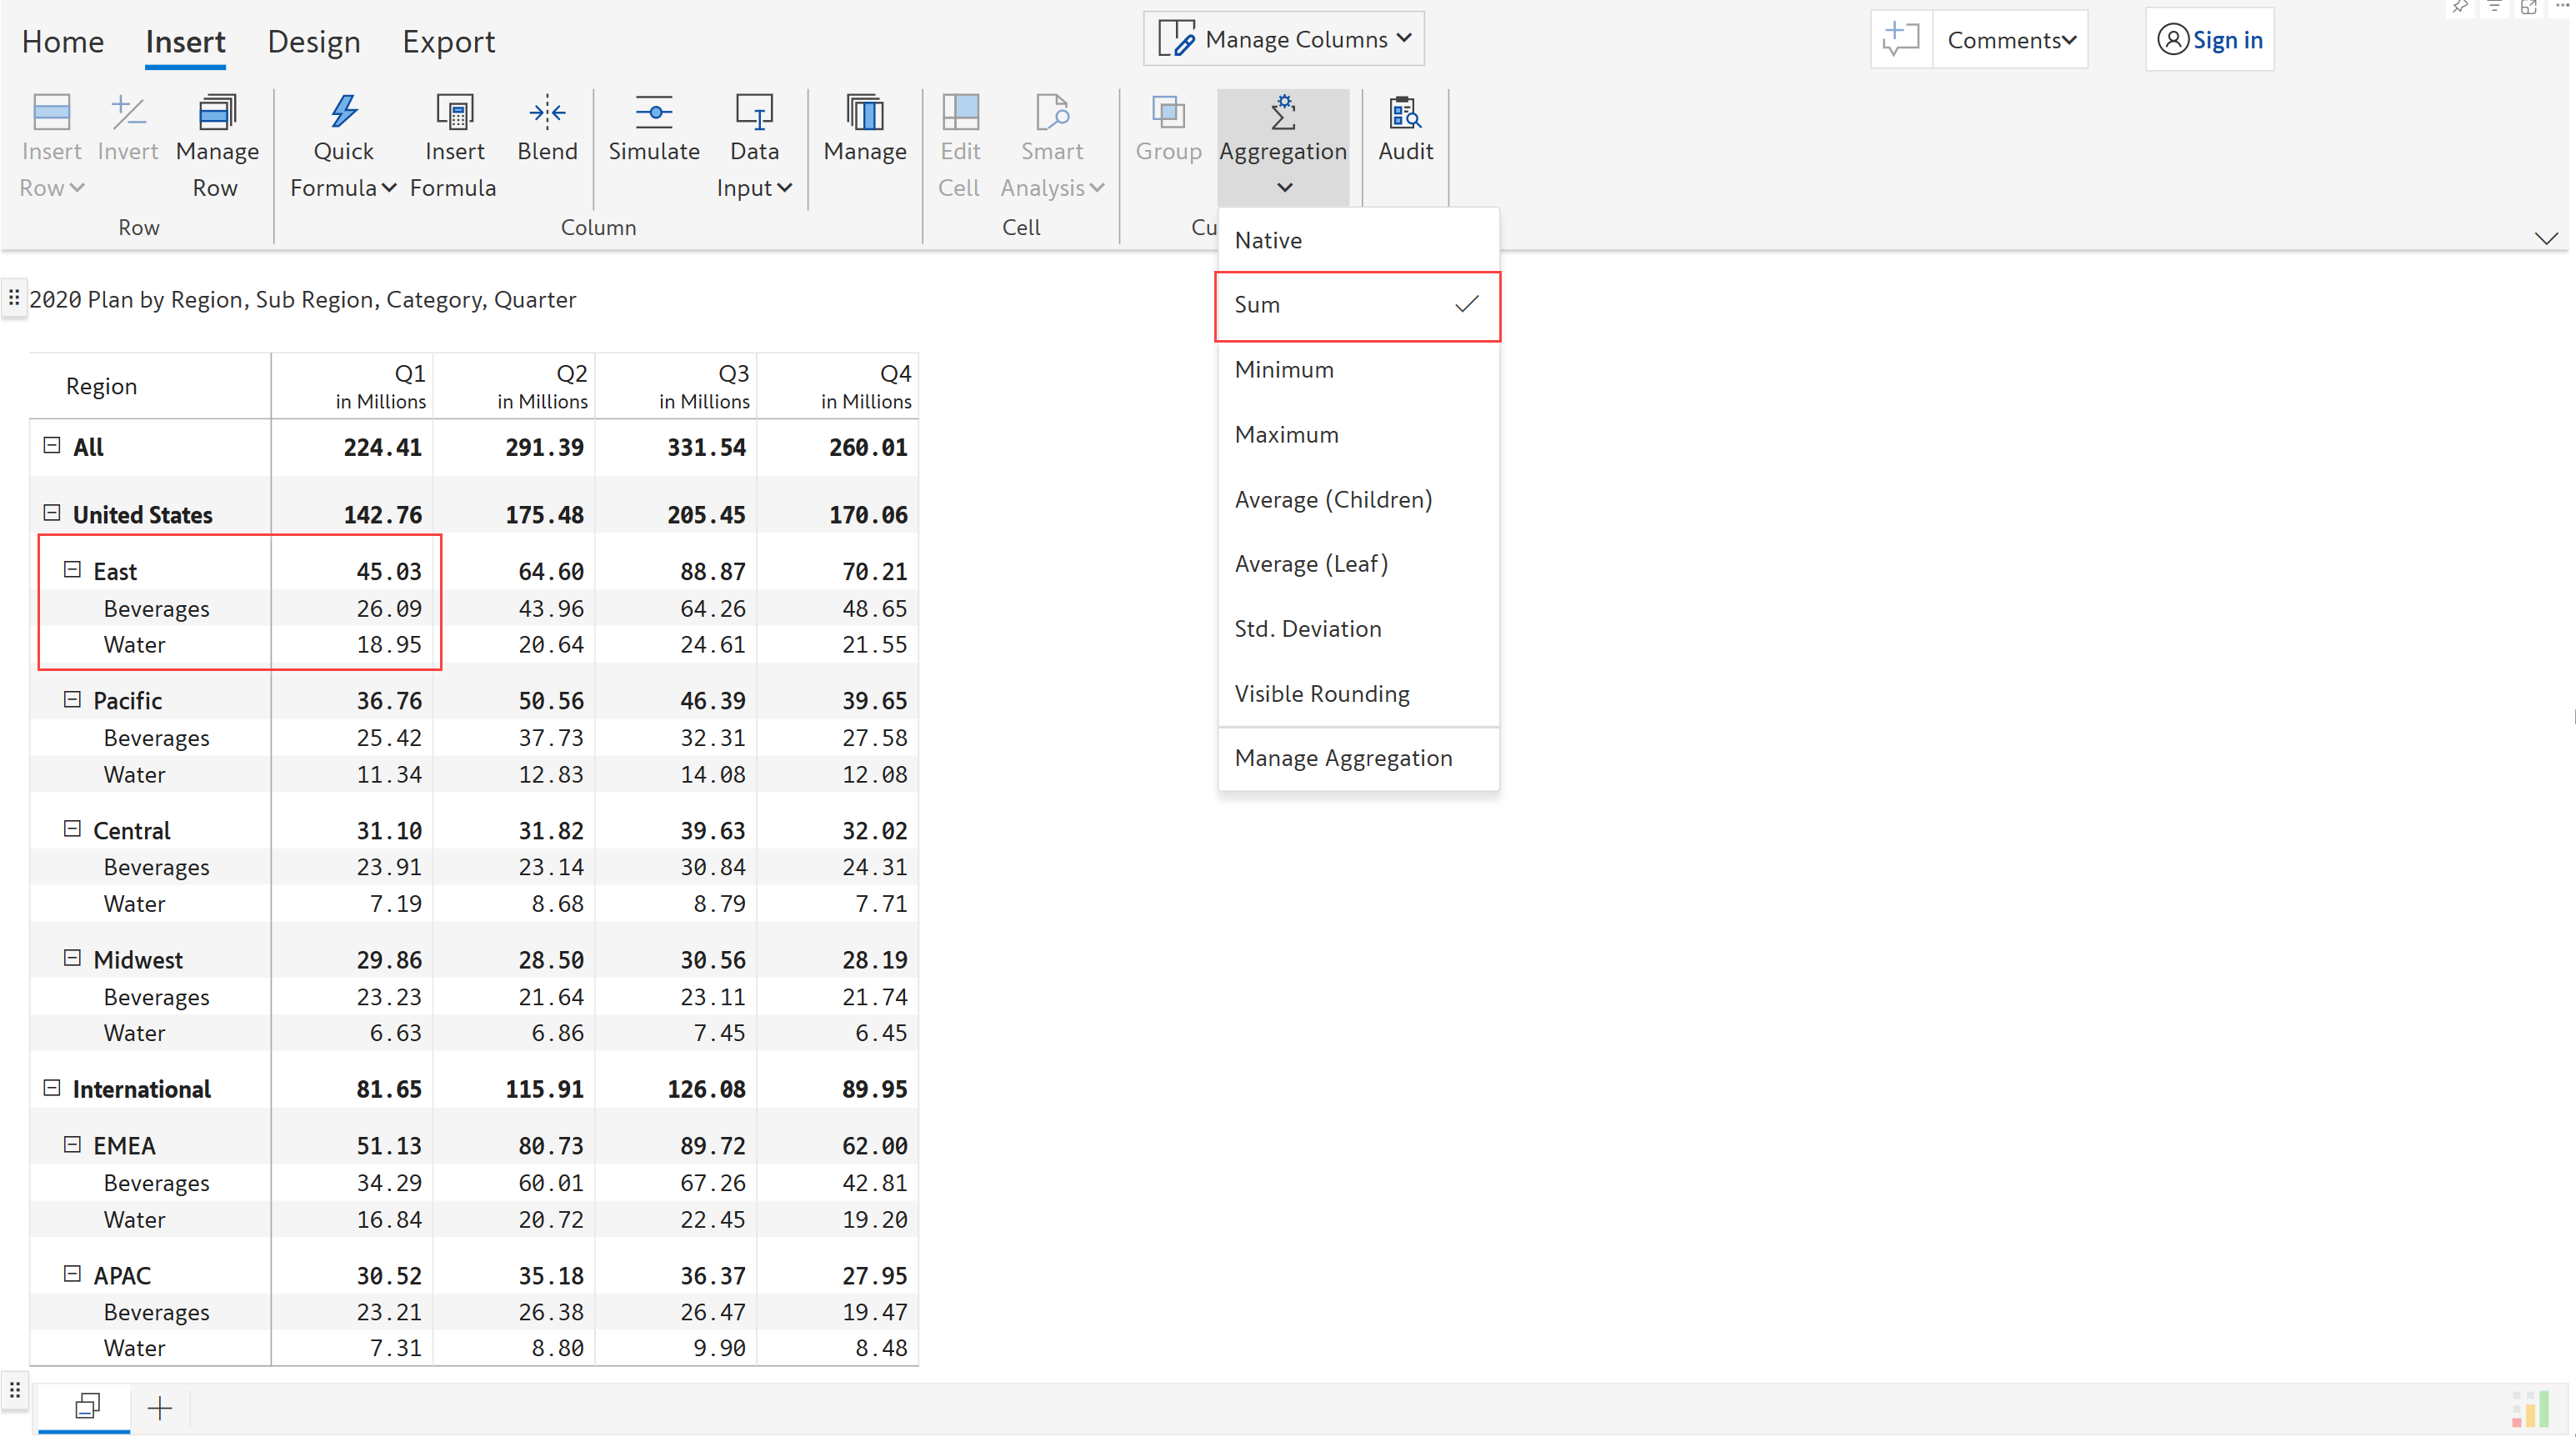 Home Insert Design Export Manage Columns Comments Sign in
Insert Invert Manage Quick Insert Blend Simulate Data Manage Edit Smart Group Aggregation Audit
Row Row Formula Formula Input Cell Analysis
Row Column Cell Cu
Native
Sum
Minimum
Maximum
Average (Children)
Average (Leaf)
Std. Deviation
Visible Rounding
Manage Aggregation
2020 Plan by Region, Sub Region, Category, Quarter
Region Q1 Q2 Q3 Q4
in Millions in Millions in Millions in Millions
All 224.41 291.39 331.54 260.01
United States 142.76 175.48 205.45 170.06
East 45.03 64.60 88.87 70.21
Beverages 26.09 43.96 64.26 48.65
Water 18.95 20.64 24.61 21.55
Pacific 36.76 50.56 46.39 39.65
Beverages 25.42 37.73 32.31 27.58
Water 11.34 12.83 14.08 12.08
Central 31.10 31.82 39.63 32.02
Beverages 23.91 23.14 30.84 24.31
Water 7.19 8.68 8.79 7.71
Midwest 29.86 28.50 30.56 28.19
Beverages 23.23 21.64 23.11 21.74
Water 6.63 6.86 7.45 6.45
International 81.65 115.91 126.08 89.95
EMEA 51.13 80.73 89.72 62.00
Beverages 34.29 60.01 67.26 42.81
Water 16.84 20.72 22.45 19.20
APAC 30.52 35.18 36.37 27.95
Beverages 23.21 26.38 26.47 19.47
Water 7.31 8.80 9.90 8.48